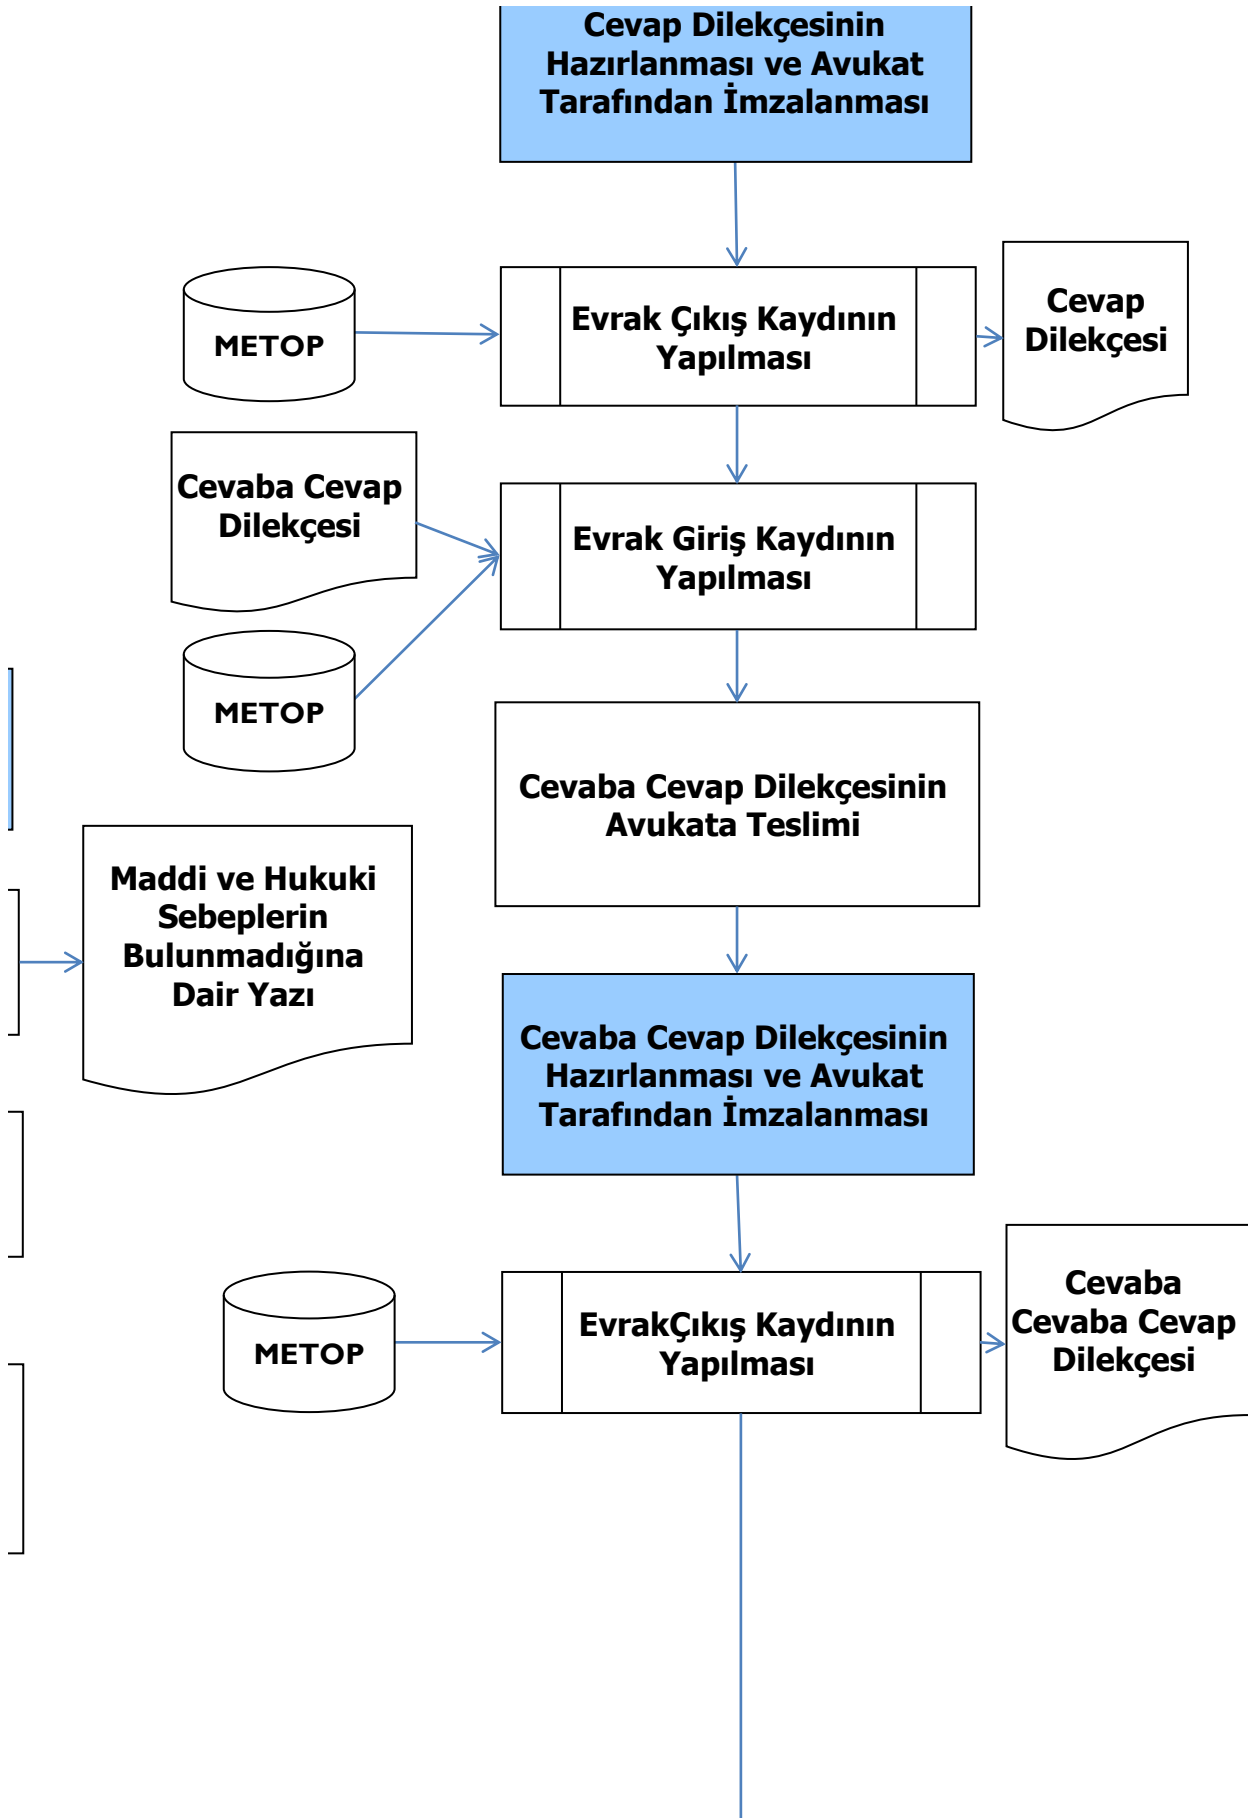 Cevap Dilekçesinin
Hazırlanması ve Avukat
Tarafından İmzalanması
METOP
Evrak Çıkış Kaydının
Yapılması
Cevap
Dilekçesi
Cevaba Cevap
Dilekçesi
Evrak Giriş Kaydının
Yapılması
METOP
Cevaba Cevap Dilekçesinin
Avukata Teslimi
Maddi ve Hukuki
Sebeplerin
Bulunmadığına
Dair Yazı
Cevaba Cevap Dilekçesinin
Hazırlanması ve Avukat
Tarafından İmzalanması
METOP
EvrakÇıkış Kaydının
Yapılması
Cevaba
Cevaba Cevap
Dilekçesi